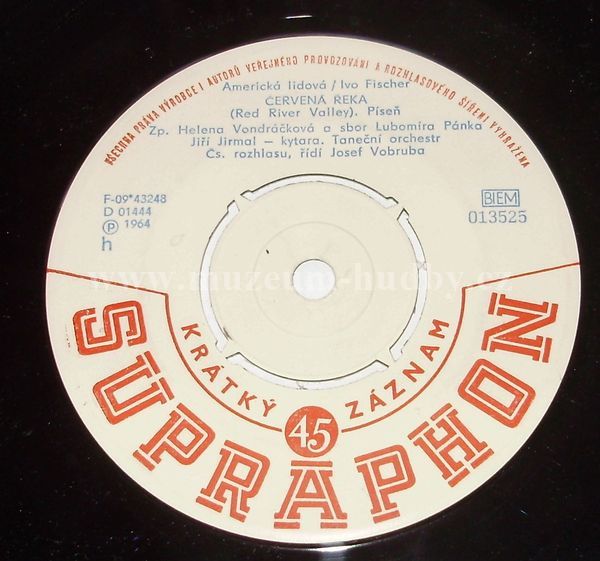 VŠECHNA PRÁVA VÝROBCE I AUTORŮ VEŘEJNÉHO PROVOZOVÁNÍ A ROZHLASOVÉHO ŠÍŘENÍ VYHRAŽENA
Americká lidová / Ivo Fischer
ČERVENÁ ŘEKA
(Red River Valley). Píseň
Zp. Helena Vondráčková a sbor Lubomíra Pánka
Jiří Jirmal – kytara. Taneční orchestr
Čs. rozhlasu, řídí Josef Vobruba
F-09*43248
D 01444
Ⓟ 1964
h
BIEM
013525
www.muzeum-hudby.cz
KRÁTKÝ 45 ZÁZNAM
SUPRAPHON